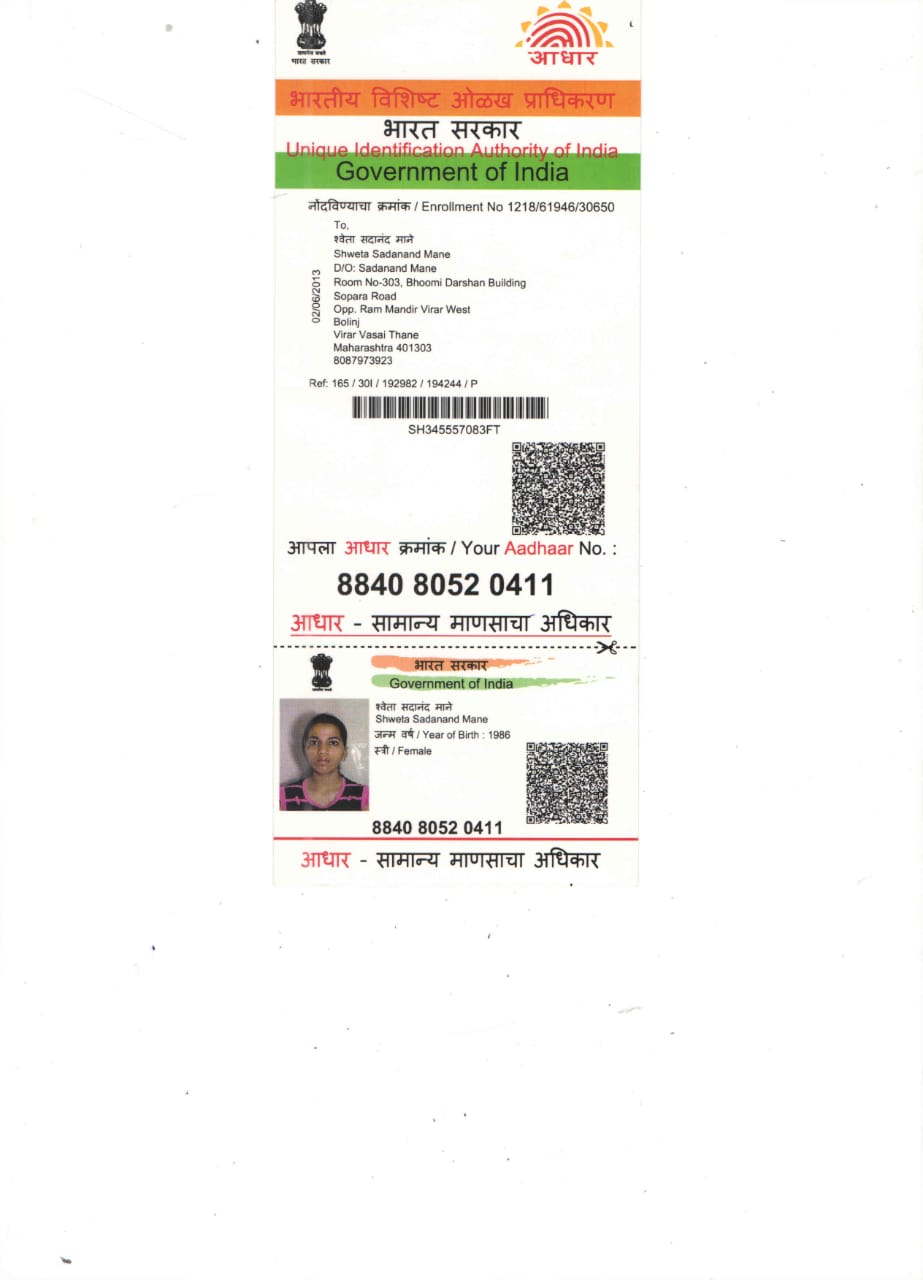 सत्यमेव जयते
भारत सरकार
आधार
भारतीय विशिष्ट ओळख प्राधिकरण
भारत सरकार
Unique Identification Authority of India
Government of India
नोंदविण्याचा क्रमांक / Enrollment No 1218/61946/30650
To,
श्वेता सदानंद माने
Shweta Sadanand Mane
D/O: Sadanand Mane
Room No-303, Bhoomi Darshan Building
Sopara Road
Opp. Ram Mandir Virar West
Bolinj
Virar Vasai Thane
Maharashtra 401303
8087973923
02/06/2013
Ref: 165 / 30I / 192982 / 194244 / P
SH345557083FT
आपला आधार क्रमांक / Your Aadhaar No. :
8840 8052 0411
आधार - सामान्य माणसाचा अधिकार
भारत सरकार
Government of India
श्वेता सदानंद माने
Shweta Sadanand Mane
जन्म वर्ष / Year of Birth : 1986
स्त्री / Female
8840 8052 0411
आधार - सामान्य माणसाचा अधिकार